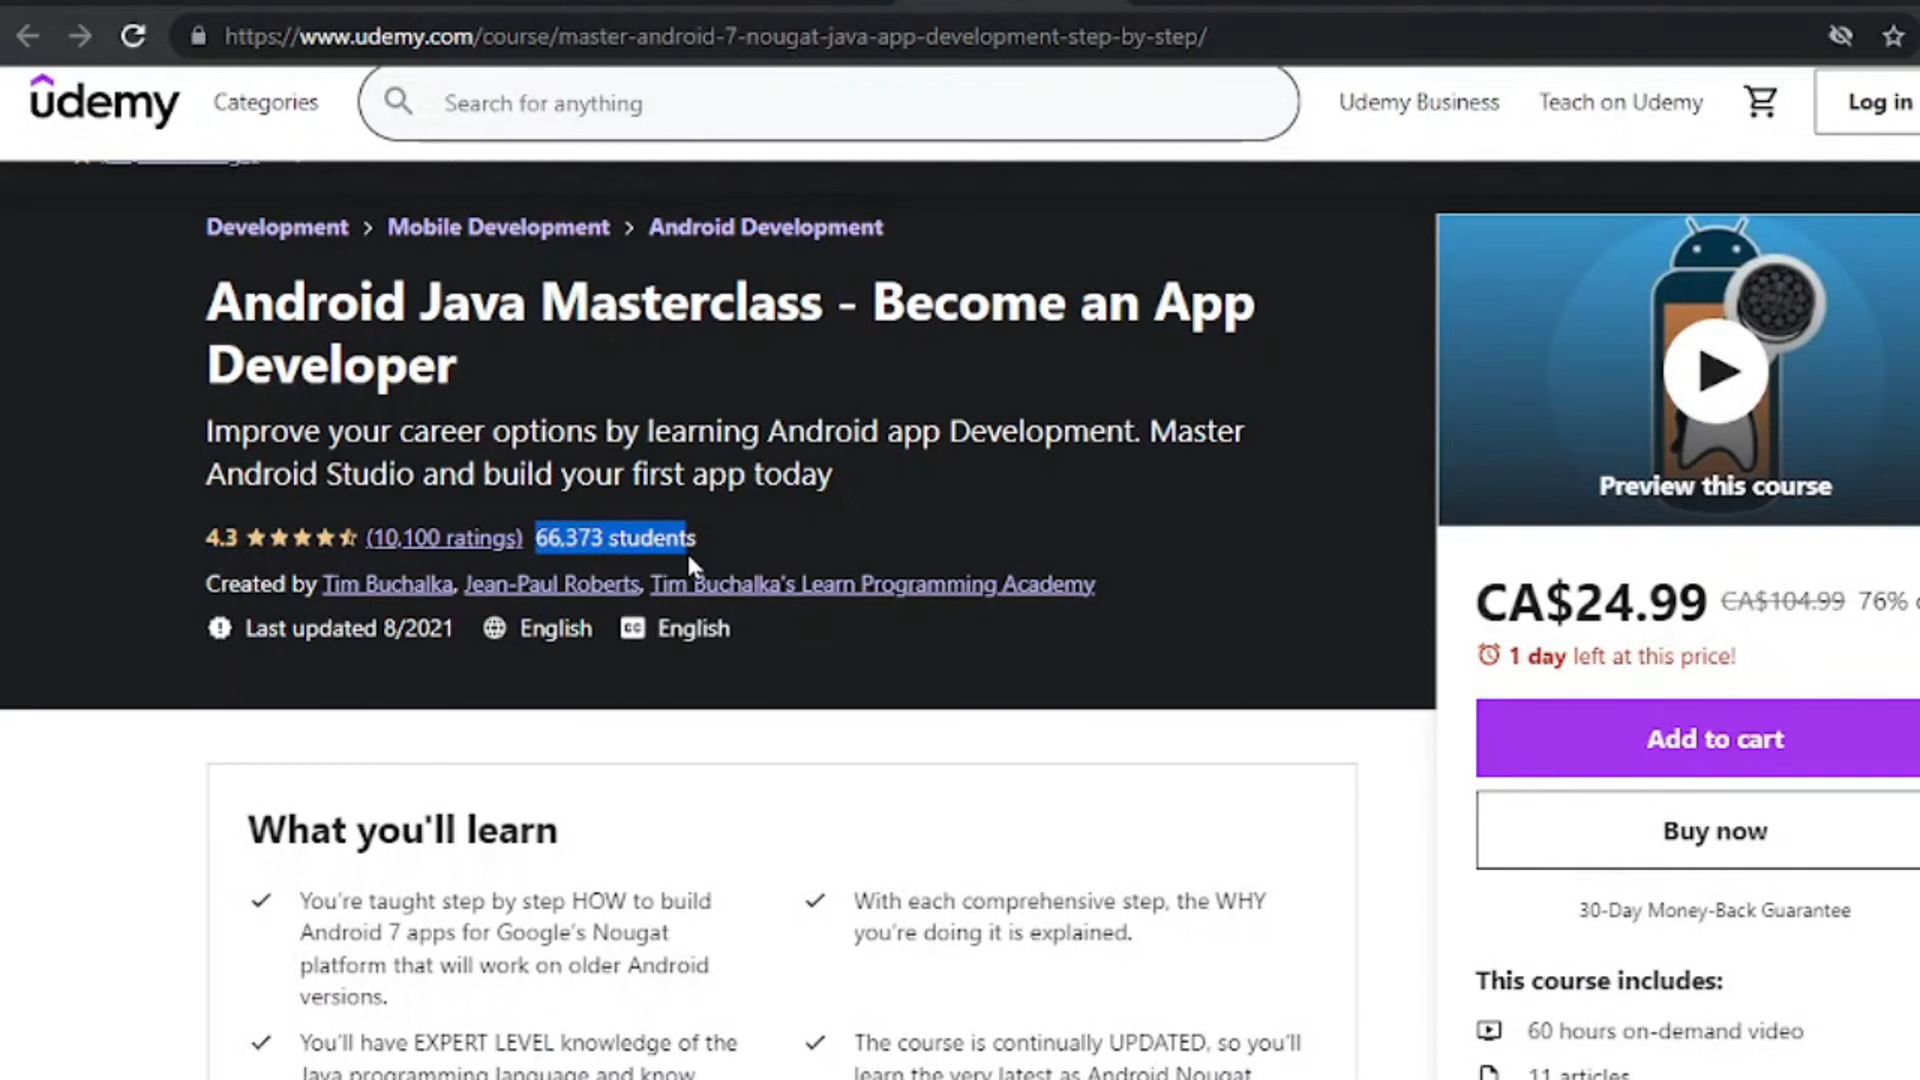 https://www.udemy.com/course/master-android-7-nougat-java-app-development-step-by-step/
udemy
Categories
Search for anything
Udemy Business
Teach on Udemy
Log in
Development > Mobile Development > Android Development
Android Java Masterclass - Become an App
Developer
Improve your career options by learning Android app Development. Master
Android Studio and build your first app today
4.3 (10,100 ratings) 66,373 students
Created by Tim Buchalka, Jean-Paul Roberts, Tim Buchalka's Learn Programming Academy
Last updated 8/2021 English CC English
Preview this course
CA$24.99 CA$104.99 76%
1 day left at this price!
Add to cart
Buy now
30-Day Money-Back Guarantee
This course includes:
60 hours on-demand video
11 articles
What you'll learn
You're taught step by step HOW to build
Android 7 apps for Google's Nougat
platform that will work on older Android
versions.
With each comprehensive step, the WHY
you're doing it is explained.
You'll have EXPERT LEVEL knowledge of the
Java programming language and know
The course is continually UPDATED, so you'll
learn the very latest as Android Nougat